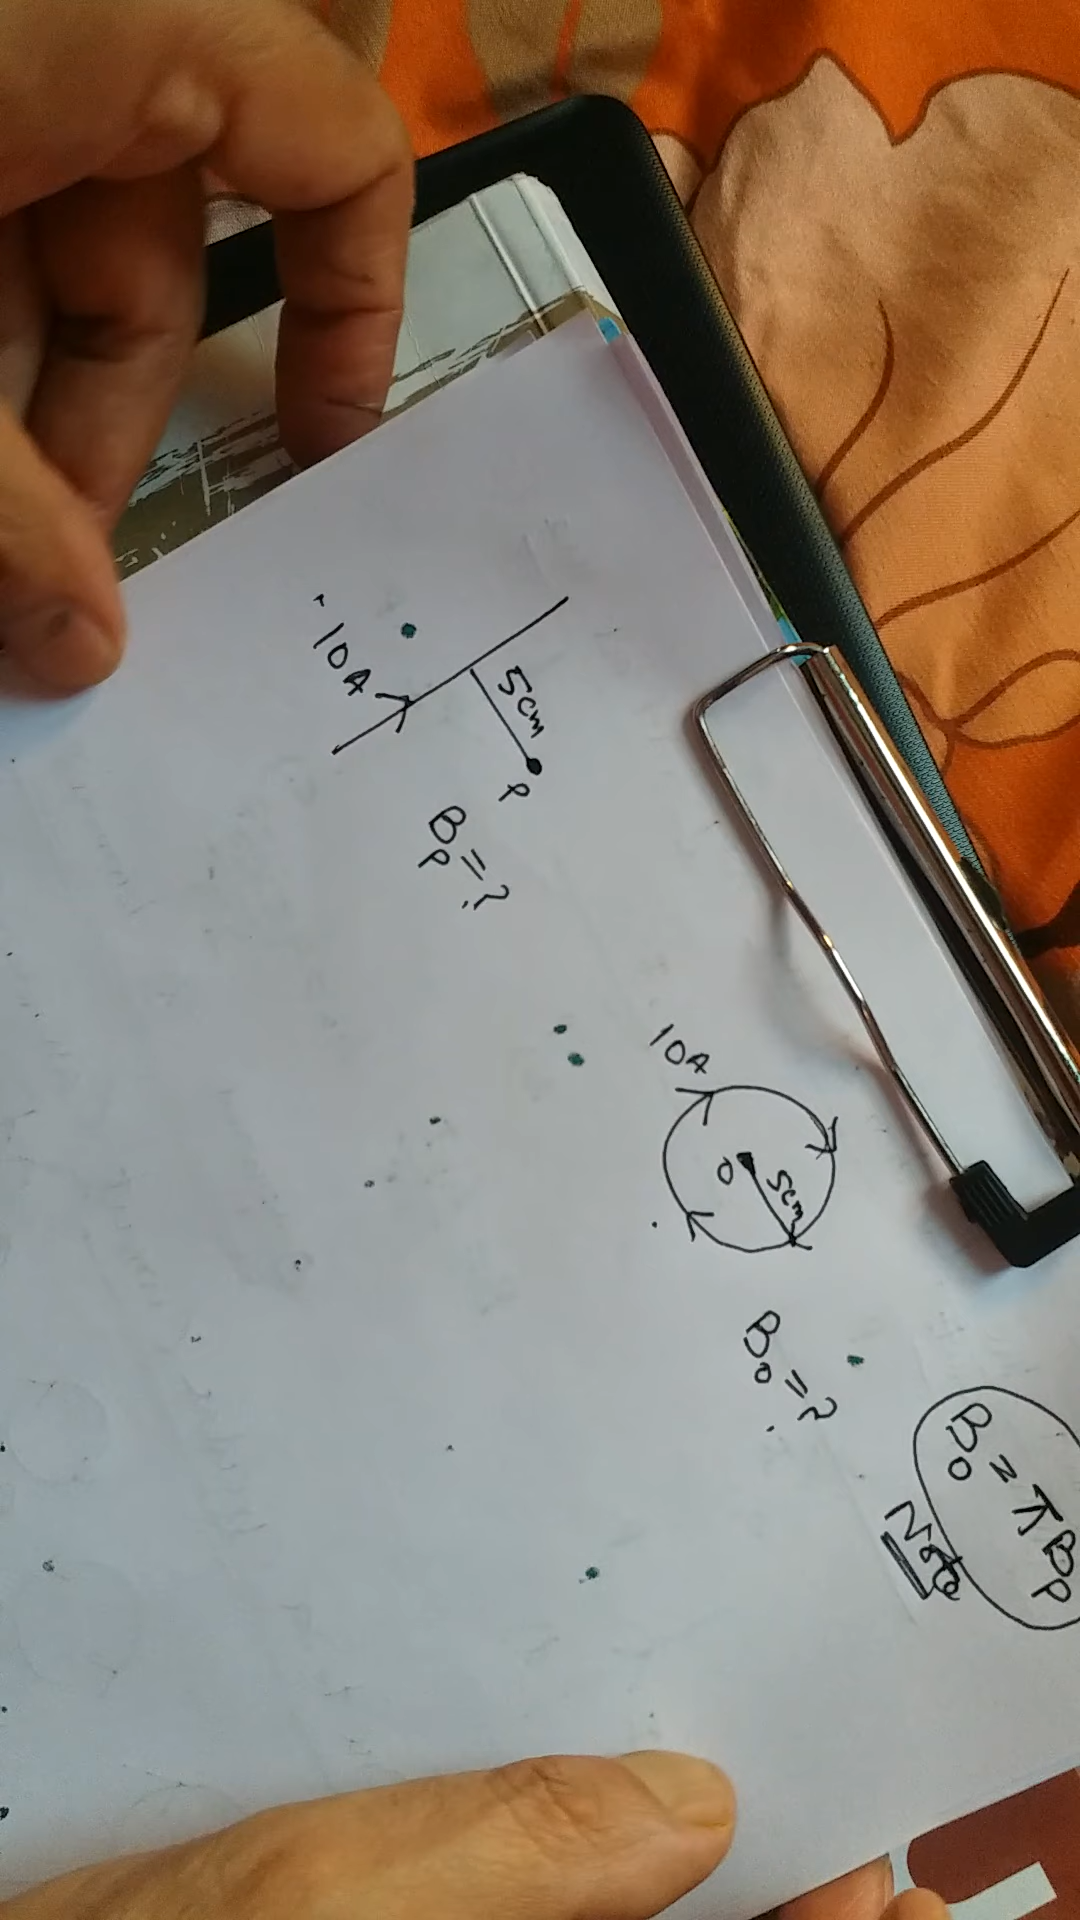 10A
5cm
P
Bp = ?
10A
O
5cm
Bo = ?
Bo = πBp
Note